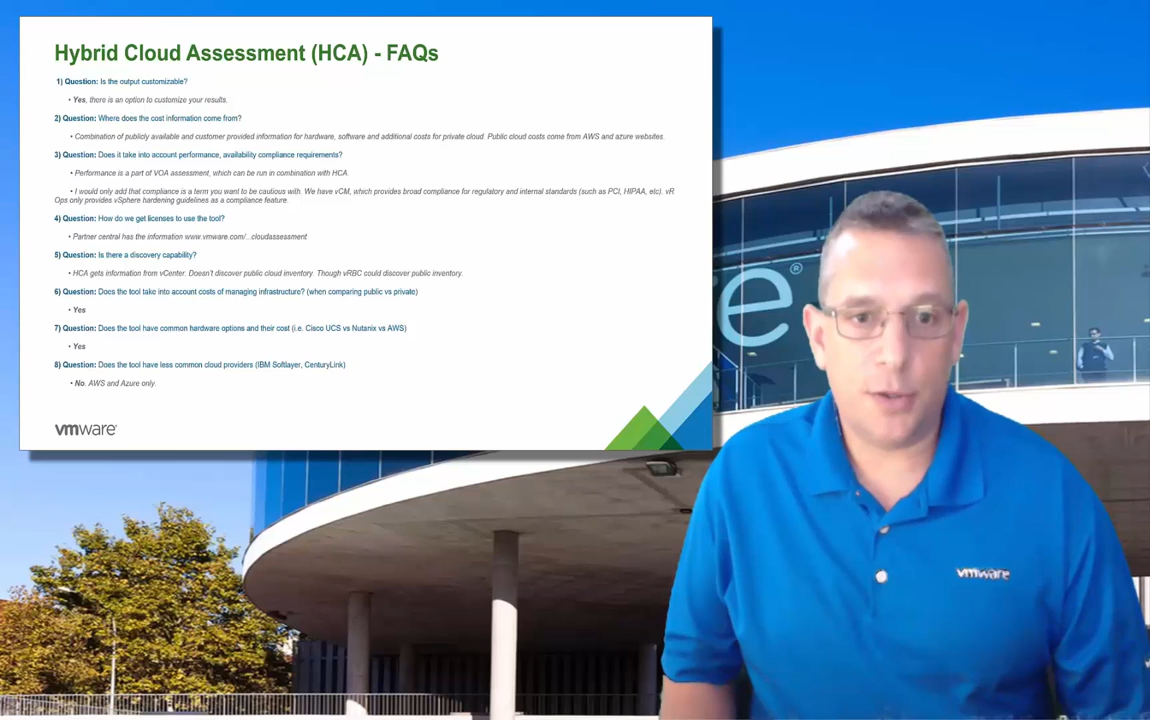 Hybrid Cloud Assessment (HCA) - FAQs
1) Question: Is the output customizable?
• Yes, there is an option to customize your results.
2) Question: Where does the cost information come from?
• Combination of publicly available and customer provided information for hardware, software and additional costs for private cloud. Public cloud costs come from AWS and azure websites.
3) Question: Does it take into account performance, availability compliance requirements?
• Performance is a part of VOA assessment, which can be run in combination with HCA.
• I would only add that compliance is a term you want to be cautious with. We have vCM, which provides broad compliance for regulatory and internal standards (such as PCI, HIPAA, etc). vR
Ops only provides vSphere hardening guidelines as a compliance feature.
4) Question: How do we get licenses to use the tool?
• Partner central has the information www.vmware.com/...cloudassessment
5) Question: Is there a discovery capability?
• HCA gets information from vCenter. Doesn't discover public cloud inventory. Though vRBC could discover public inventory.
6) Question: Does the tool take into account costs of managing infrastructure? (when comparing public vs private)
• Yes
7) Question: Does the tool have common hardware options and their cost (i.e. Cisco UCS vs Nutanix vs AWS)
• Yes
8) Question: Does the tool have less common cloud providers (IBM Softlayer, CenturyLink)
• No. AWS and Azure only.
vmware
e®
vmware